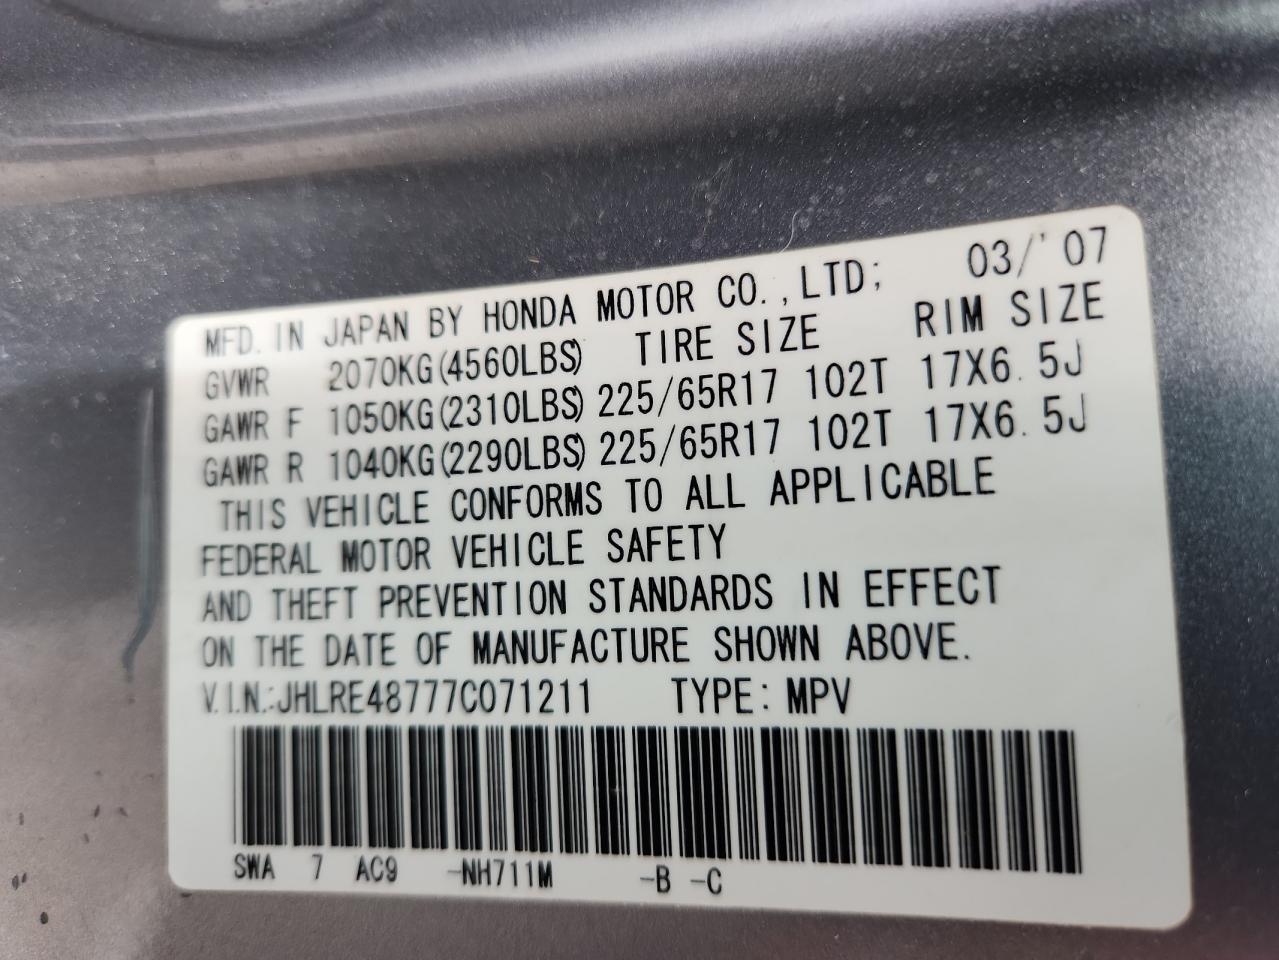 MFD. IN JAPAN BY HONDA MOTOR CO.,LTD; 03/'07
GVWR 2070KG(4560LBS) TIRE SIZE RIM SIZE
GAWR F 1050KG(2310LBS) 225/65R17 102T 17X6.5J
GAWR R 1040KG(2290LBS) 225/65R17 102T 17X6.5J
THIS VEHICLE CONFORMS TO ALL APPLICABLE
FEDERAL MOTOR VEHICLE SAFETY
AND THEFT PREVENTION STANDARDS IN EFFECT
ON THE DATE OF MANUFACTURE SHOWN ABOVE.
V.I.N.:JHLRE48777C071211 TYPE:MPV
SWA 7 AC9 -NH711M -B -C